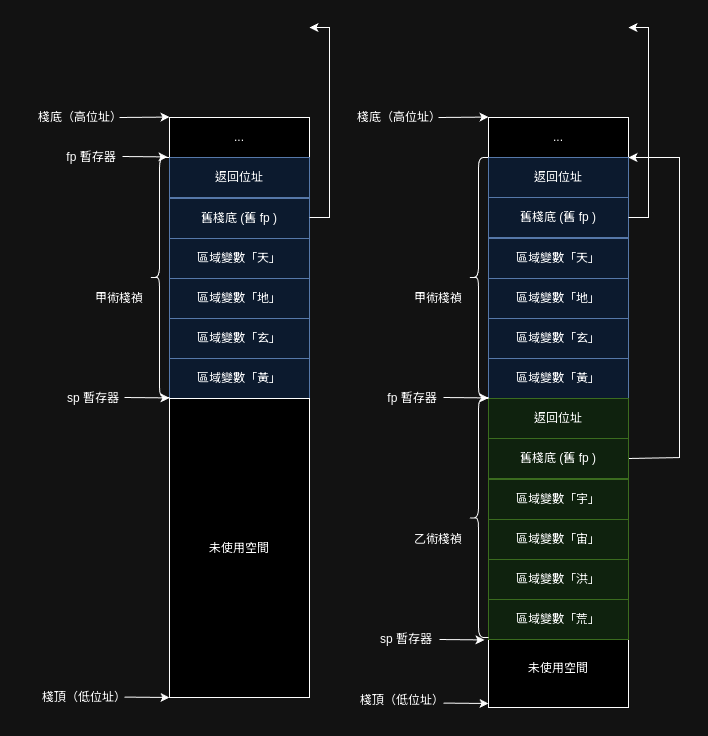 棧底（高位址）
...
fp 暫存器
返回位址
舊棧底 (舊 fp )
區域變數「天」
甲術棧禎
區域變數「地」
區域變數「玄」
區域變數「黃」
sp 暫存器
未使用空間
棧頂（低位址）
棧底（高位址）
...
返回位址
舊棧底 (舊 fp )
區域變數「天」
甲術棧禎
區域變數「地」
區域變數「玄」
區域變數「黃」
fp 暫存器
返回位址
舊棧底 (舊 fp )
區域變數「宇」
乙術棧禎
區域變數「宙」
區域變數「洪」
區域變數「荒」
sp 暫存器
未使用空間
棧頂（低位址）